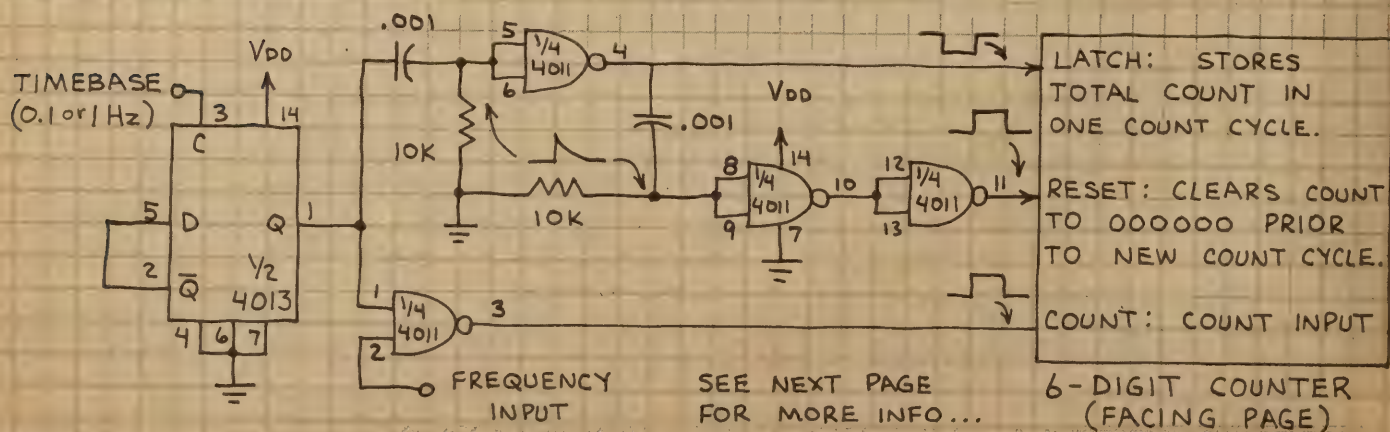 .001
VDD
TIMEBASE
(0.1 or 1 Hz)
3
14
C
5
D
Q
1
2
Q̅
1/2
4013
4
6
7
10K
10K
5
6
1/4
4011
4
.001
VDD
14
8
9
1/4
4011
7
10
12
13
1/4
4011
11
1
2
1/4
4011
3
FREQUENCY
INPUT
SEE NEXT PAGE
FOR MORE INFO...
LATCH: STORES
TOTAL COUNT IN
ONE COUNT CYCLE.
RESET: CLEARS COUNT
TO 000000 PRIOR
TO NEW COUNT CYCLE.
COUNT: COUNT INPUT
6-DIGIT COUNTER
(FACING PAGE)